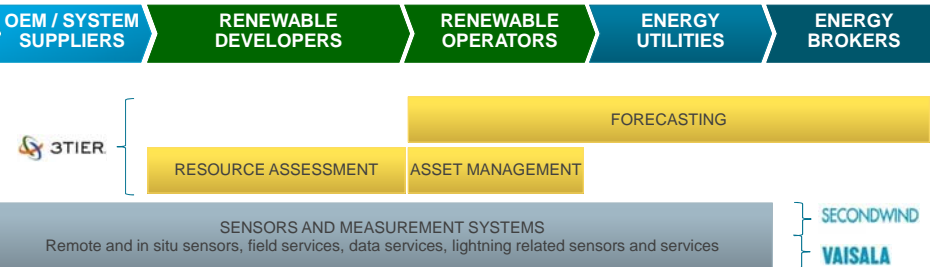 OEM / SYSTEM
SUPPLIERS
RENEWABLE
DEVELOPERS
RENEWABLE
OPERATORS
ENERGY
UTILITIES
ENERGY
BROKERS
FORECASTING
3TIER
RESOURCE ASSESSMENT
ASSET MANAGEMENT
SENSORS AND MEASUREMENT SYSTEMS
Remote and in situ sensors, field services, data services, lightning related sensors and services
SECONDWIND
VAISALA